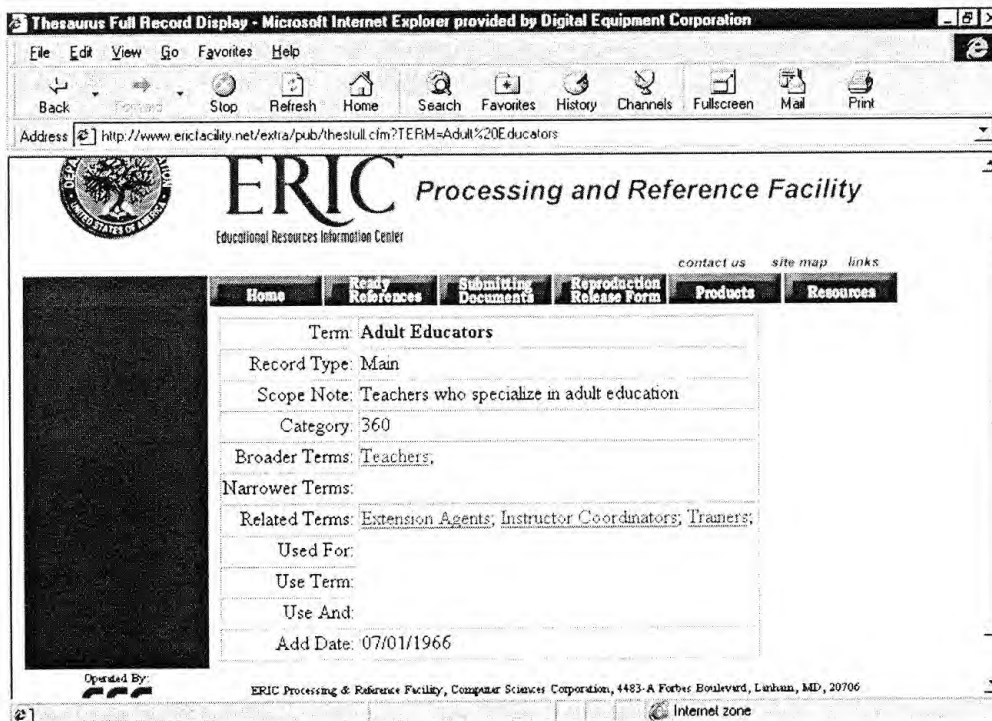 Thesaurus Full Record Display - Microsoft Internet Explorer provided by Digital Equipment Corporation
File Edit View Go Favorites Help
Back Forward Stop Refresh Home Search Favorites History Channels Fullscreen Mail Print
Address http://www.ericfacility.net/extra/pub/thesfull.cfm?TERM=Adult%20Educators
UNITED STATES OF
ERIC Processing and Reference Facility
Educational Resources Information Center
contact us site map links
Home Ready References Submitting Documents Reproduction Release Form Products Resources
Term: Adult Educators
Record Type: Main
Scope Note: Teachers who specialize in adult education
Category: 360
Broader Terms: Teachers;
Narrower Terms:
Related Terms: Extension Agents; Instructor Coordinators; Trainers;
Used For:
Use Term:
Use And:
Add Date: 07/01/1966
Operated By:
ERIC Processing & Reference Facility, Computer Sciences Corporation, 4483-A Forbes Boulevard, Lanham, MD, 20706
Internet zone